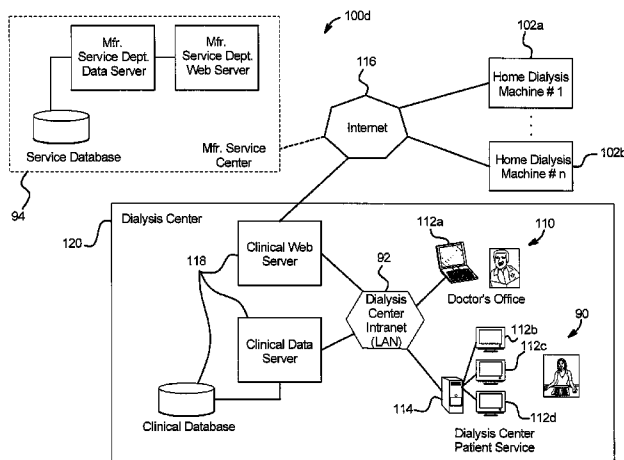 100d
Mfr.
Service Dept.
Data Server
Mfr.
Service Dept.
Web Server
Service Database
Mfr. Service
Center
94
116
Internet
102a
Home Dialysis
Machine # 1
Home Dialysis
Machine # n
102b
120
Dialysis Center
118
Clinical Web
Server
Clinical Data
Server
Clinical Database
92
Dialysis
Center
Intranet
(LAN)
112a
110
Doctor's Office
90
112b
112c
112d
114
Dialysis Center
Patient Service